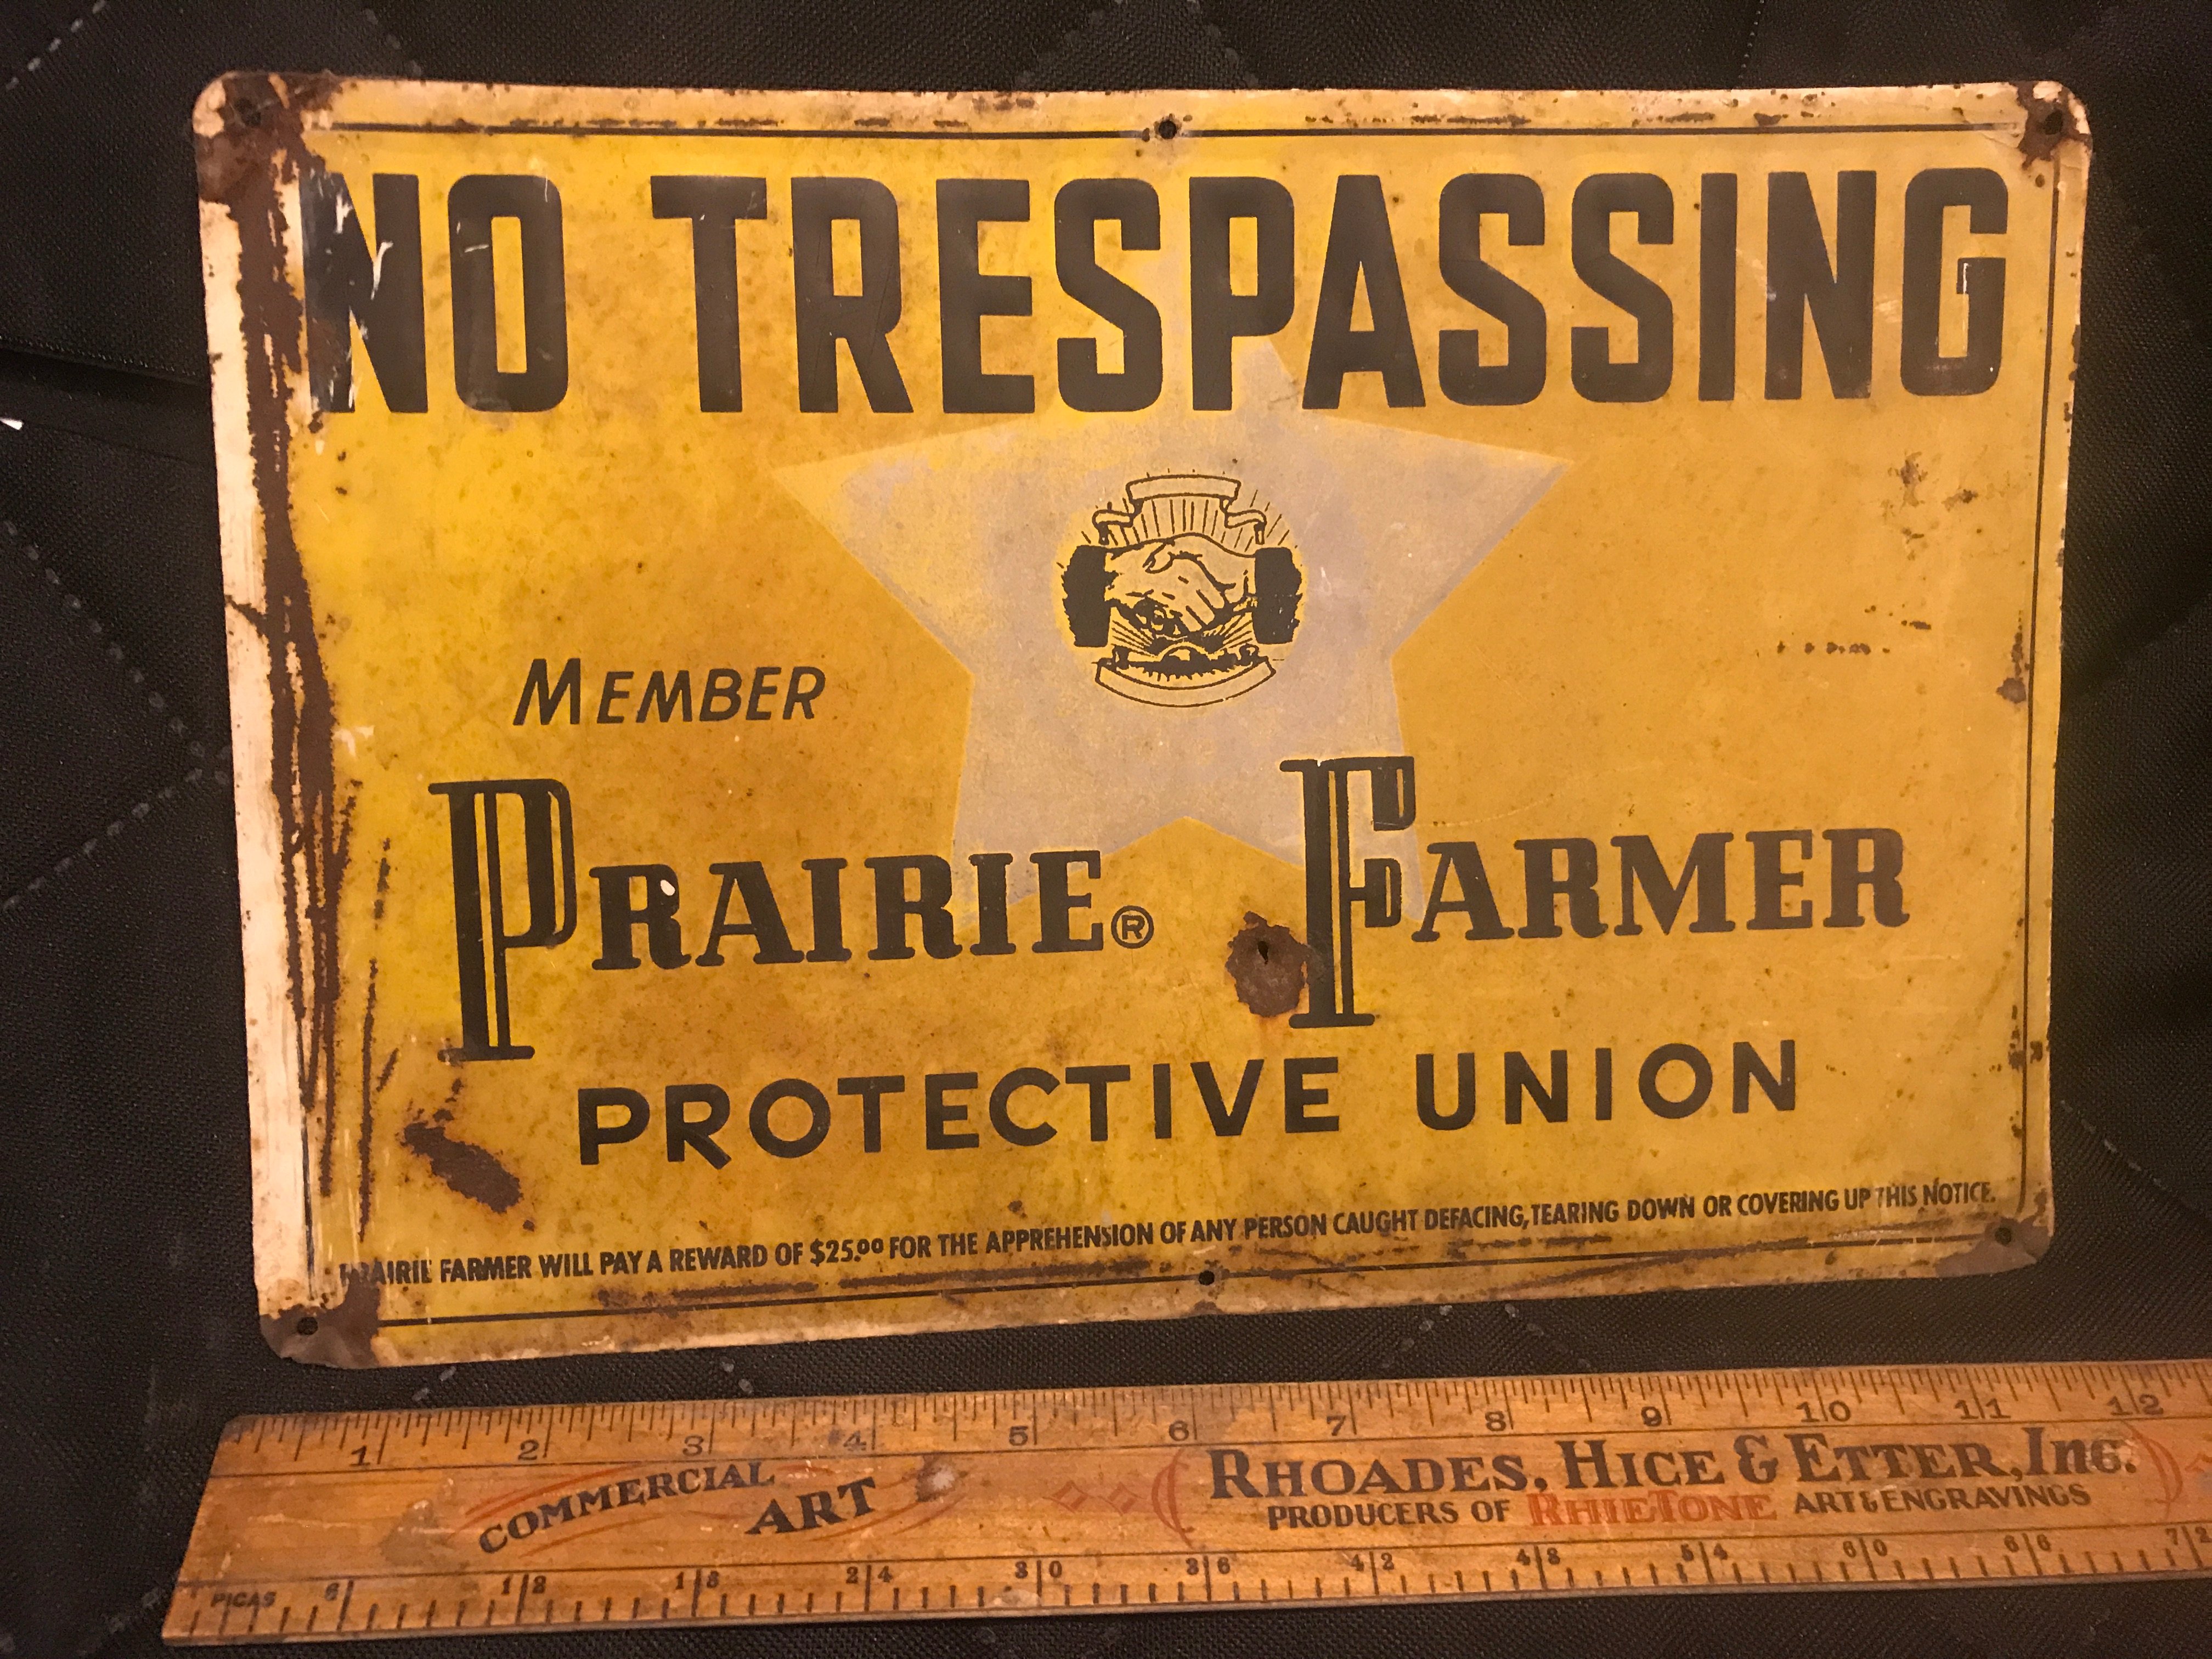 NO TRESPASSING
MEMBER
PRAIRIE® FARMER
PROTECTIVE UNION
PRAIRIE FARMER WILL PAY A REWARD OF $25.00 FOR THE APPREHENSION OF ANY PERSON CAUGHT DEFACING, TEARING DOWN OR COVERING UP THIS NOTICE.
1 2 3 4 5 6 7 8 9 10 11 12
COMMERCIAL ART
RHOADES, HICE & ETTER, INC.
PRODUCERS OF RHIETONE ART & ENGRAVINGS
PICAS 6 12 18 24 30 36 42 48 54 60 66 72